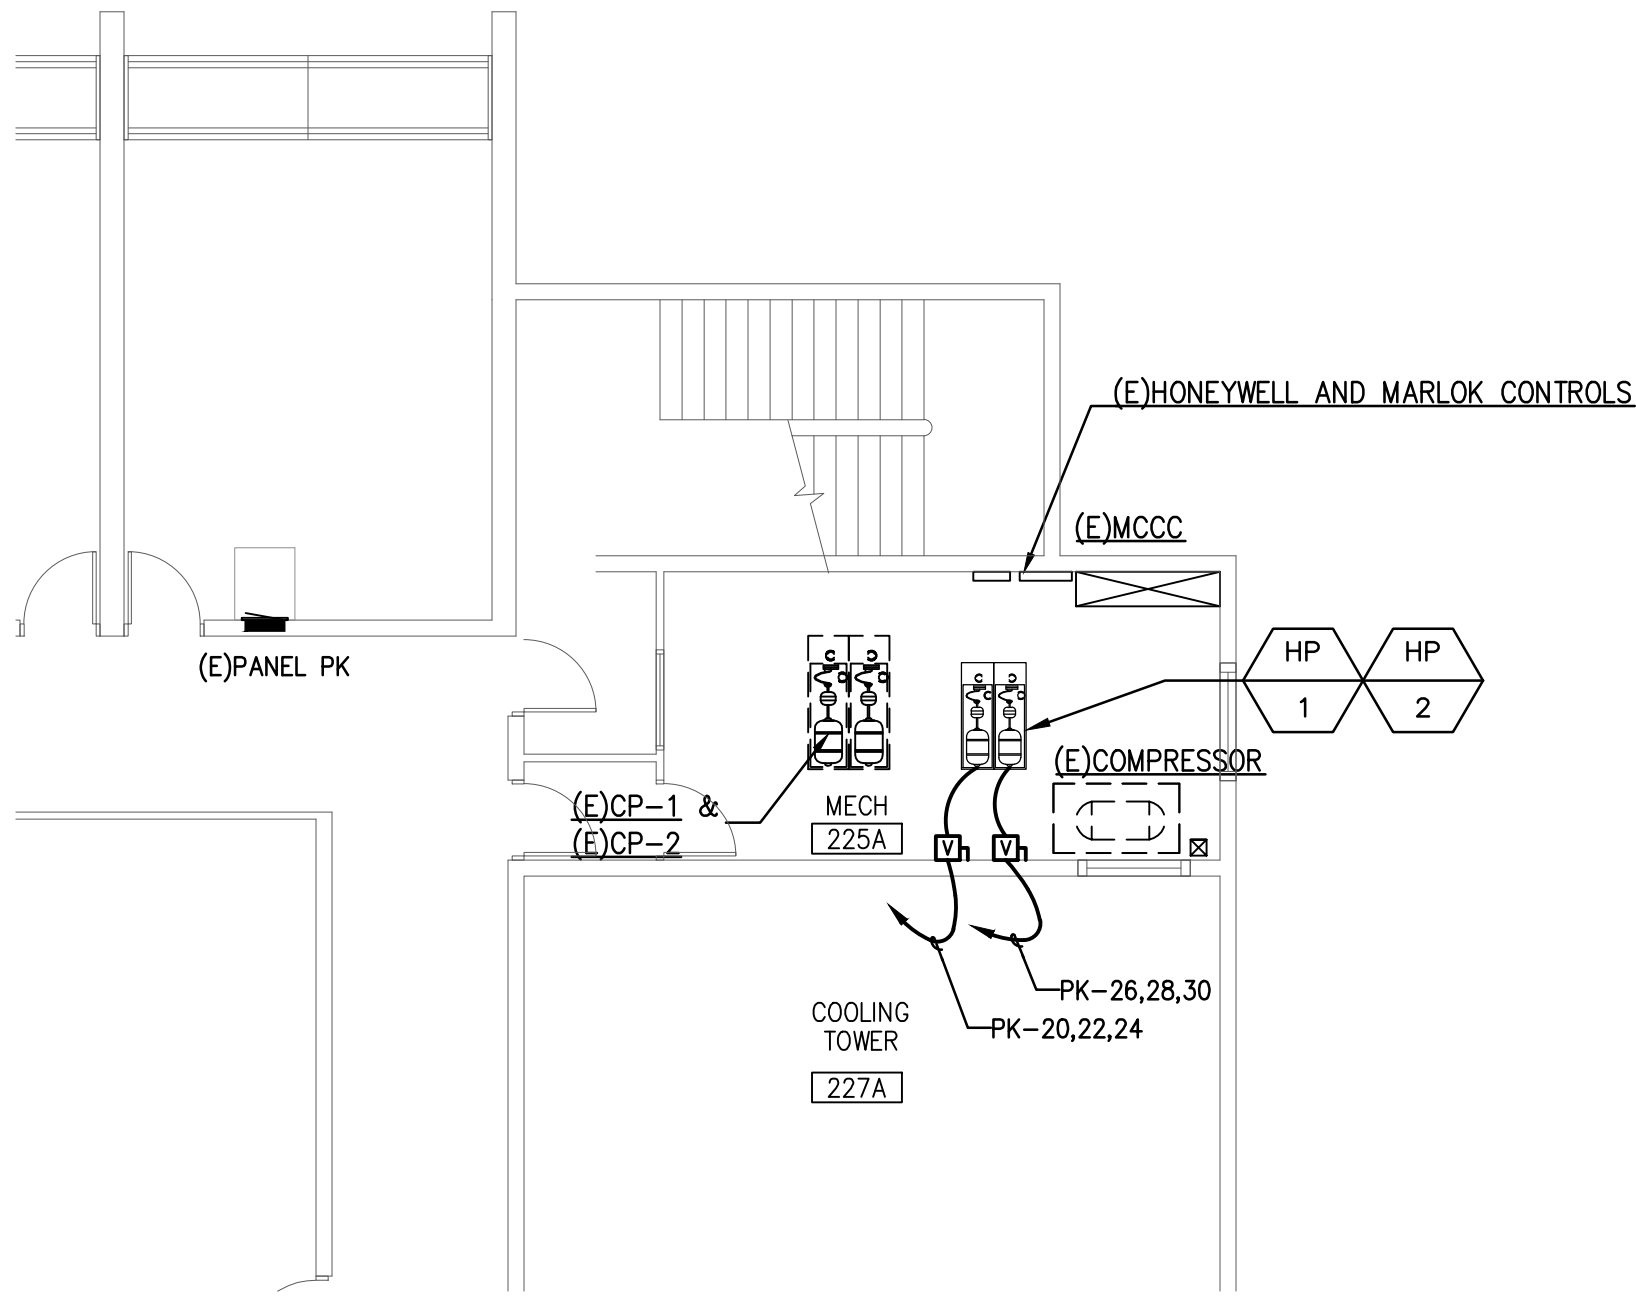 (E)HONEYWELL AND MARLOK CONTROLS
(E)MCCC
(E)PANEL PK
HP
1
HP
2
(E)COMPRESSOR
(E)CP-1 &
(E)CP-2
MECH
225A
V
V
PK-26,28,30
PK-20,22,24
COOLING
TOWER
227A